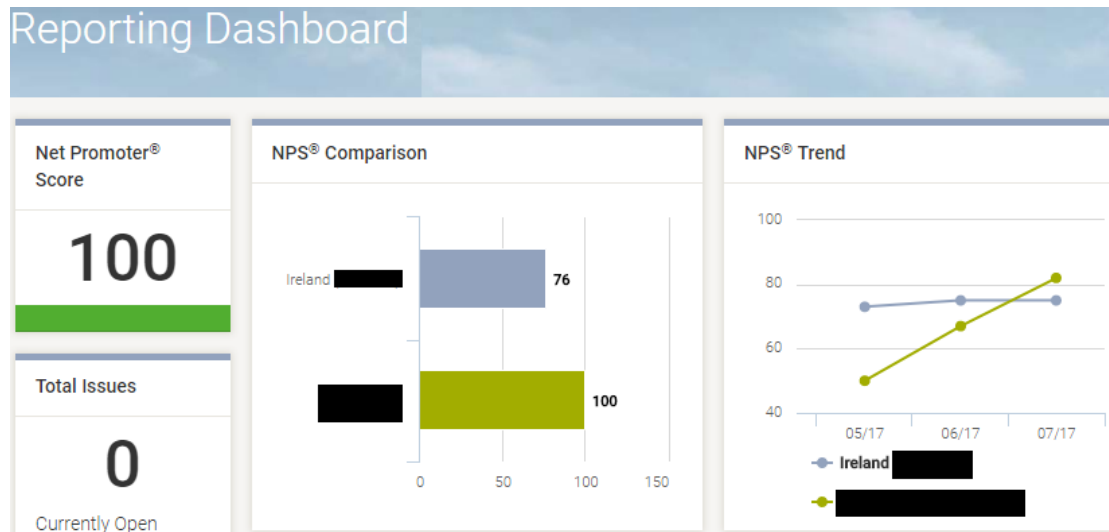 Reporting Dashboard
Net Promoter®
Score
100
Total Issues
0
Currently Open
NPS® Comparison
Ireland
76
100
0 50 100 150
NPS® Trend
100
80
60
40
05/17 06/17 07/17
Ireland